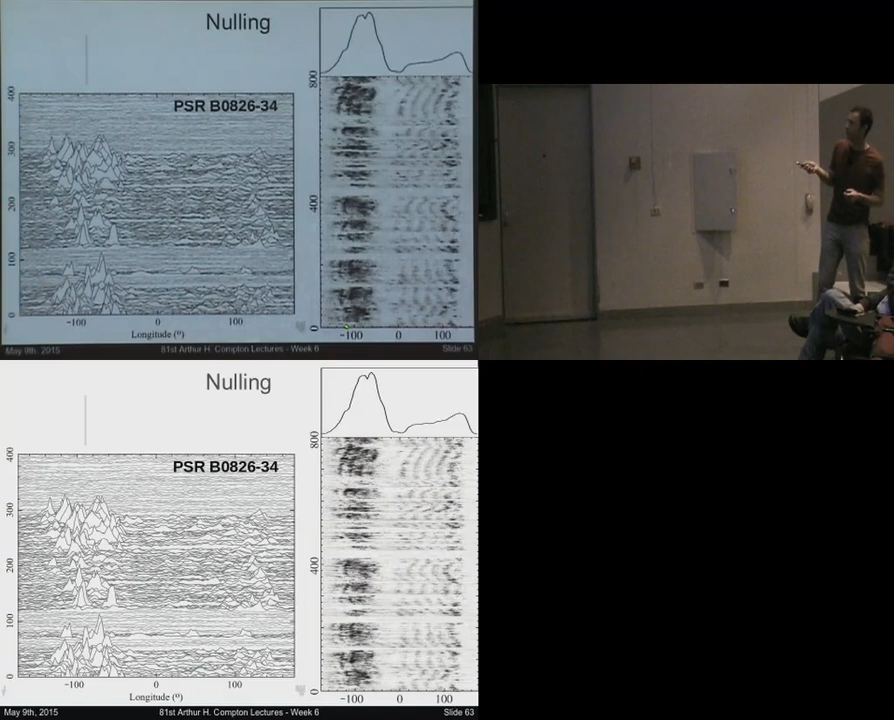 Nulling
PSR B0826-34
400
300
200
100
0
−100
0
100
Longitude (º)
800
400
0
−100
0
100
May 9th, 2015
81st Arthur H. Compton Lectures - Week 6
Slide 63
Nulling
PSR B0826-34
400
300
200
100
0
−100
0
100
Longitude (º)
800
400
0
−100
0
100
May 9th, 2015
81st Arthur H. Compton Lectures - Week 6
Slide 63